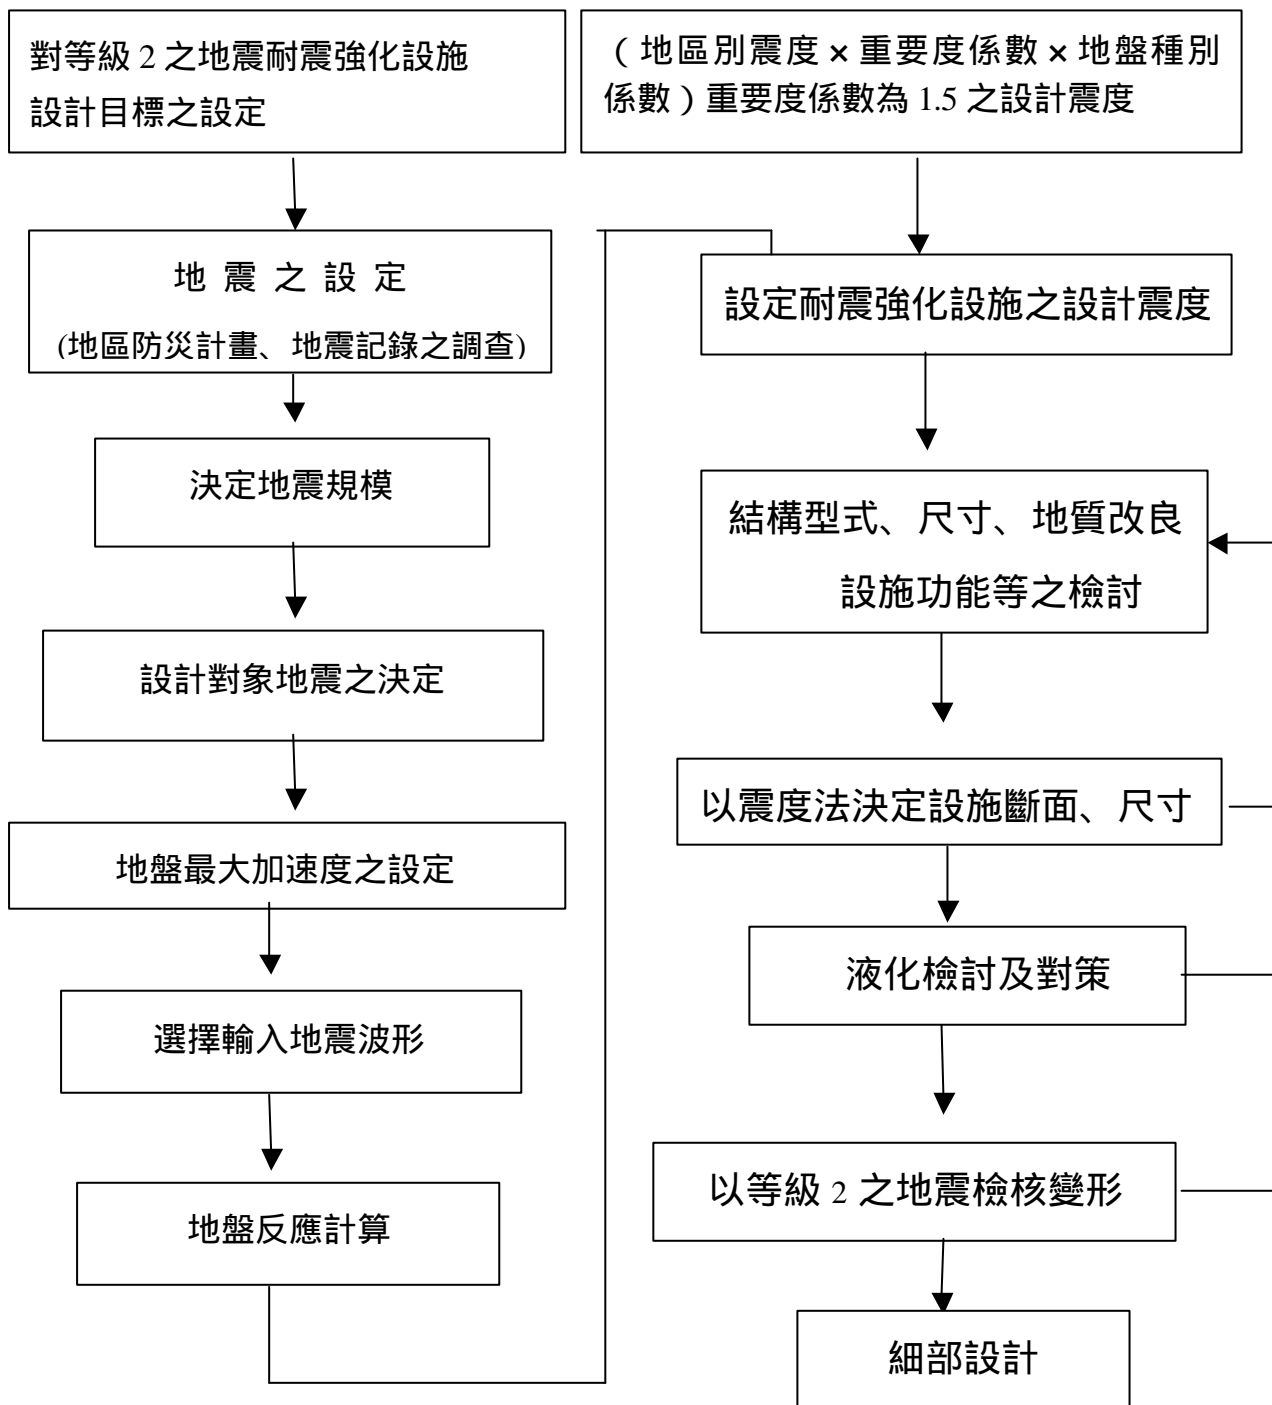 對等級 2 之地震耐震強化設施
設計目標之設定
地 震 之 設 定
(地區防災計畫、地震記錄之調查)
決定地震規模
設計對象地震之決定
地盤最大加速度之設定
選擇輸入地震波形
地盤反應計算
（地區別震度×重要度係數×地盤種別
係數）重要度係數為 1.5 之設計震度
設定耐震強化設施之設計震度
結構型式、尺寸、地質改良
設施功能等之檢討
以震度法決定設施斷面、尺寸
液化檢討及對策
以等級 2 之地震檢核變形
細部設計